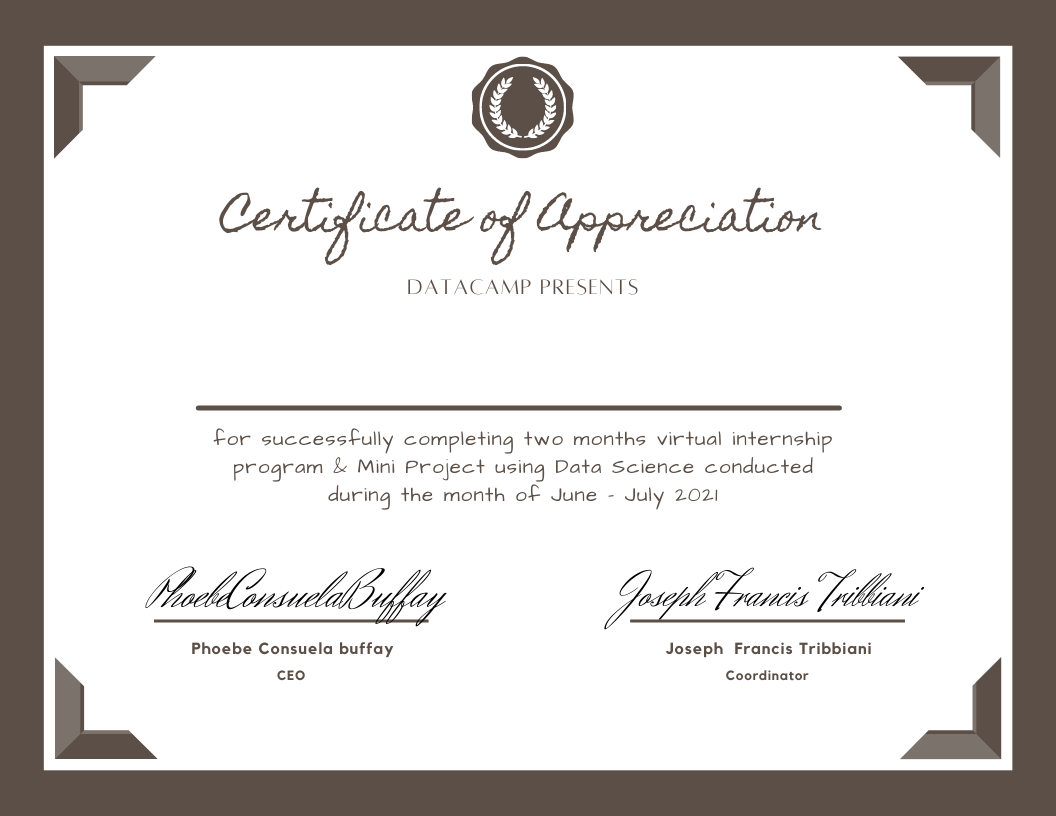 Certificate of Appreciation
DATACAMP PRESENTS
for successfully completing two months virtual internship
program & Mini Project using Data Science conducted
during the month of June - July 2021
PhoebeConsuelaBuffay
Joseph Francis Tribbiani
Phoebe Consuela buffay
Joseph Francis Tribbiani
CEO
Coordinator